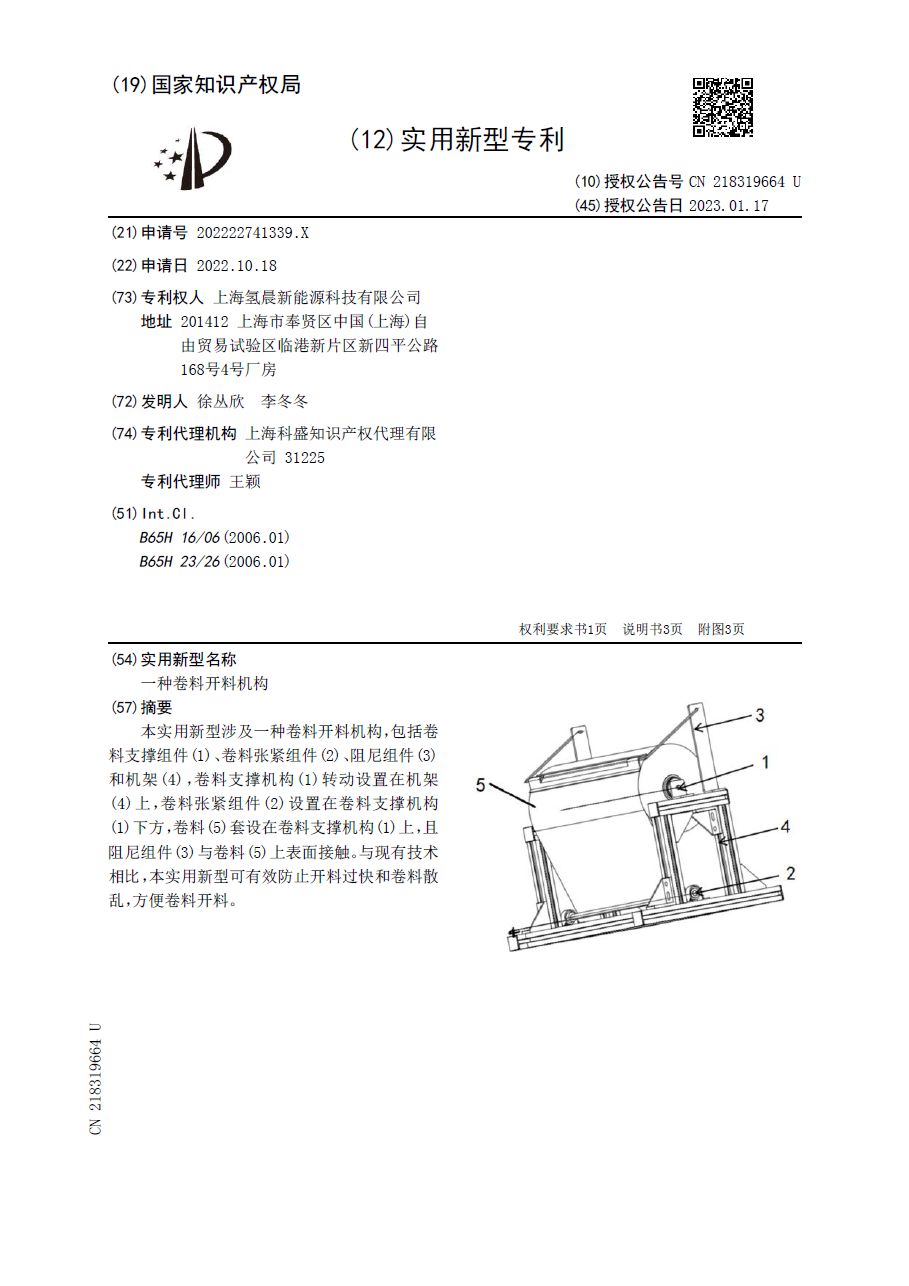 (19)国家知识产权局
(12)实用新型专利
(10)授权公告号 CN 218319664 U
(45)授权公告日 2023.01.17
(21)申请号 202222741339.X
(22)申请日 2022.10.18
(73)专利权人 上海氢晨新能源科技有限公司
地址 201412 上海市奉贤区中国(上海)自
由贸易试验区临港新片区新四平公路
168号4号厂房
(72)发明人 徐丛欣 李冬冬
(74)专利代理机构 上海科盛知识产权代理有限
公司 31225
专利代理师 王颖
(51)Int.Cl.
B65H 16/06(2006.01)
B65H 23/26(2006.01)
权利要求书1页 说明书3页 附图3页
(54)实用新型名称
一种卷料开料机构
(57)摘要
本实用新型涉及一种卷料开料机构,包括卷
料支撑组件(1)、卷料张紧组件(2)、阻尼组件(3)
和机架(4),卷料支撑机构(1)转动设置在机架
(4)上,卷料张紧组件(2)设置在卷料支撑机构
(1)下方,卷料(5)套设在卷料支撑机构(1)上,且
阻尼组件(3)与卷料(5)上表面接触。与现有技术
相比,本实用新型可有效防止开料过快和卷料散
乱,方便卷料开料。
3
1
5
4
2
CN 218319664 U